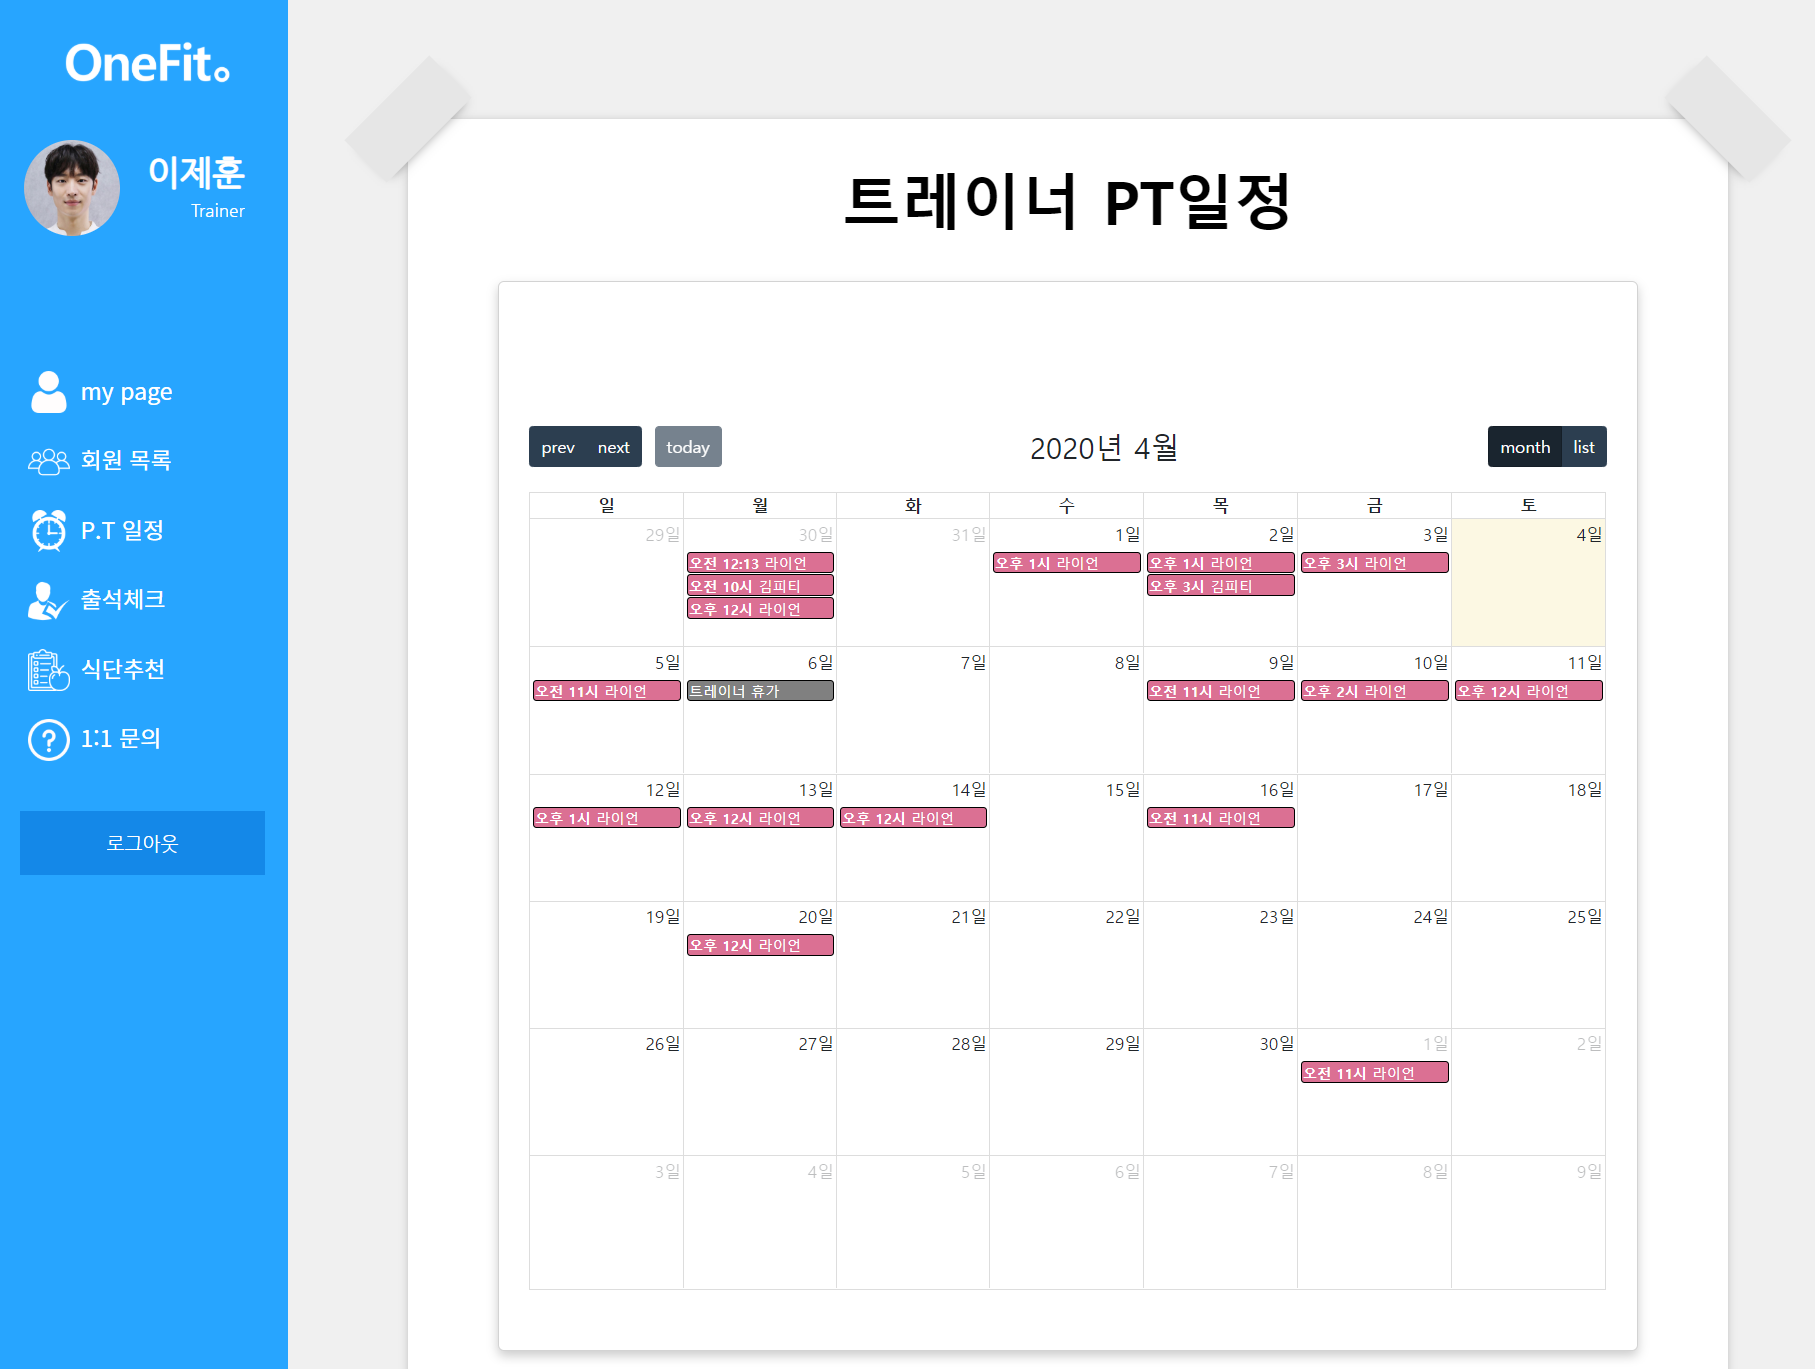 OneFit.
이제훈
Trainer
my page
회원 목록
P.T 일정
출석체크
식단추천
1:1 문의
로그아웃
트레이너 PT일정
prev next today 2020년 4월 month list
일 월 화 수 목 금 토
29일 30일 31일 1일 2일 3일 4일
오전 12:13 라이언 오후 1시 라이언 오후 1시 라이언 오후 3시 라이언
오전 10시 김피티 오후 3시 김피티
오후 12시 라이언
5일 6일 7일 8일 9일 10일 11일
오전 11시 라이언 트레이너 휴가 오전 11시 라이언 오후 2시 라이언 오후 12시 라이언
12일 13일 14일 15일 16일 17일 18일
오후 1시 라이언 오후 12시 라이언 오후 12시 라이언 오전 11시 라이언
19일 20일 21일 22일 23일 24일 25일
오후 12시 라이언
26일 27일 28일 29일 30일 1일 2일
오전 11시 라이언
3일 4일 5일 6일 7일 8일 9일